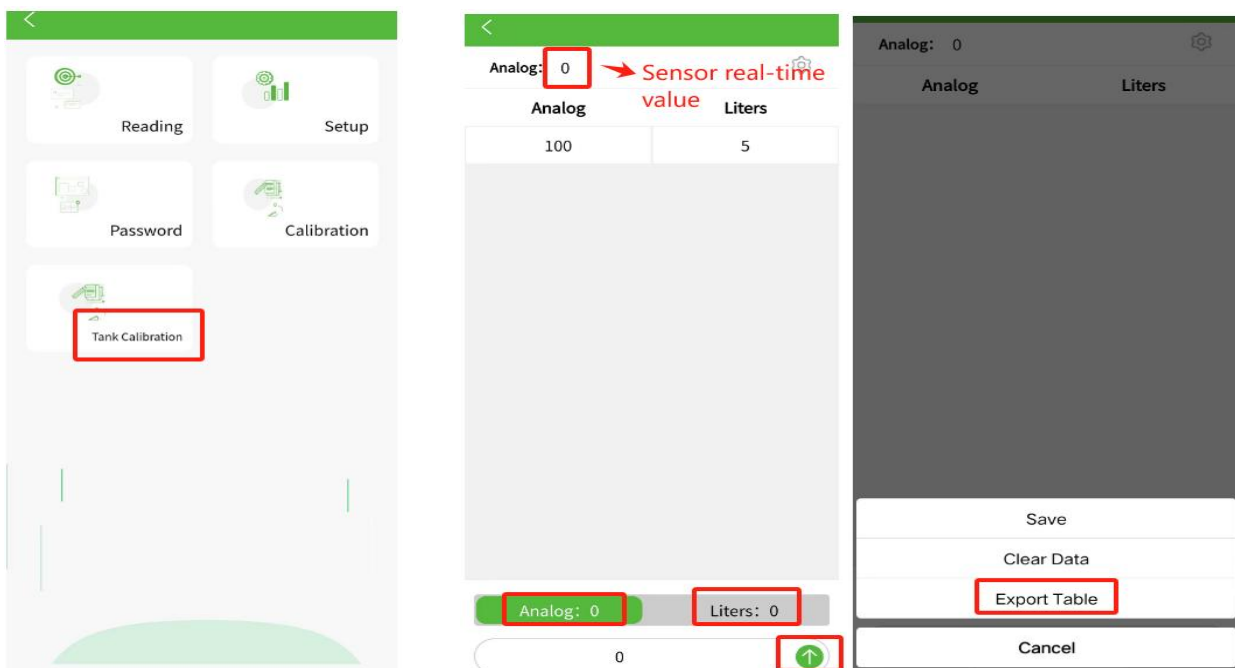 Reading
Setup
Password
Calibration
Tank Calibration
Analog: 0
Sensor real-time
value
Analog
Liters
100
5
Analog: 0
Liters: 0
0
Analog: 0
Analog
Liters
Save
Clear Data
Export Table
Cancel